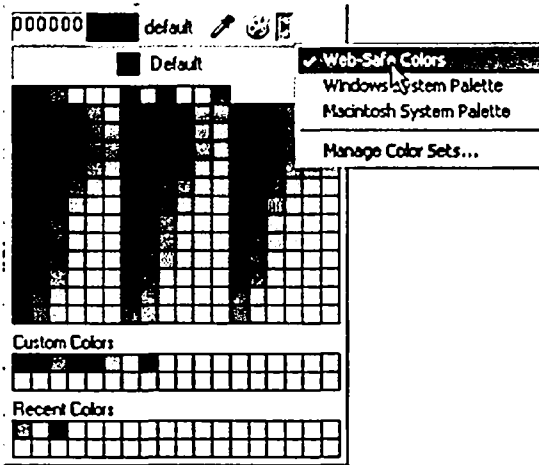 000000 default
Default
✓ Web-Safe Colors
Windows System Palette
Macintosh System Palette
Manage Color Sets...
Custom Colors
Recent Colors